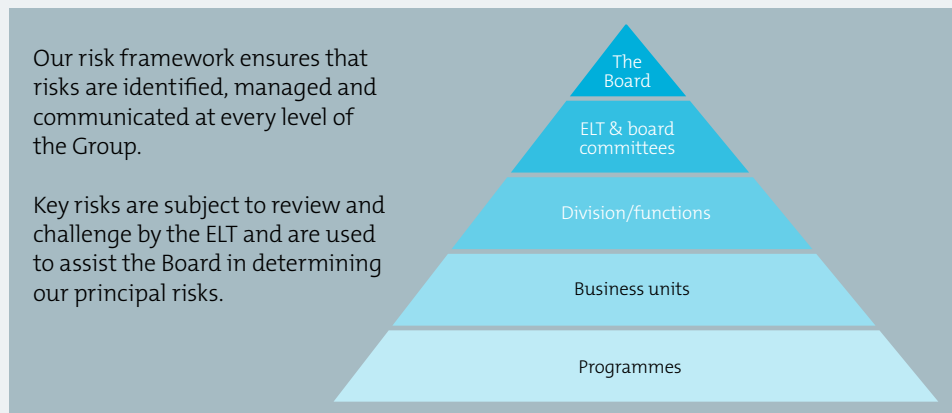 Our risk framework ensures that
risks are identified, managed and
communicated at every level of
the Group.
Key risks are subject to review and
challenge by the ELT and are used
to assist the Board in determining
our principal risks.
The
Board
ELT & board
committees
Division/functions
Business units
Programmes